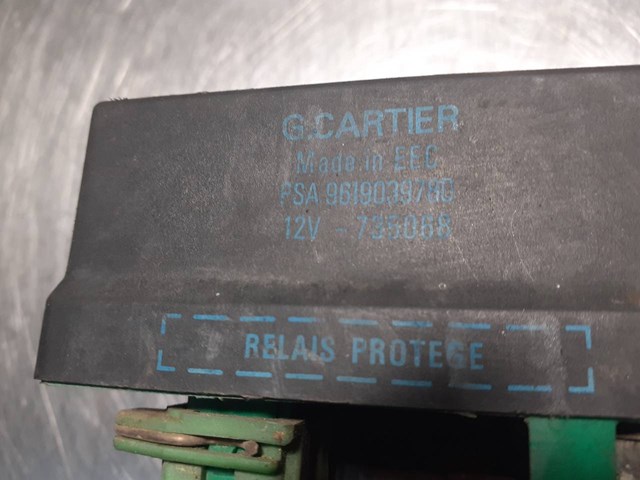 G.CARTIER
Made in EEC
PSA 9619039780
12V - 735068
RELAIS PROTEGE